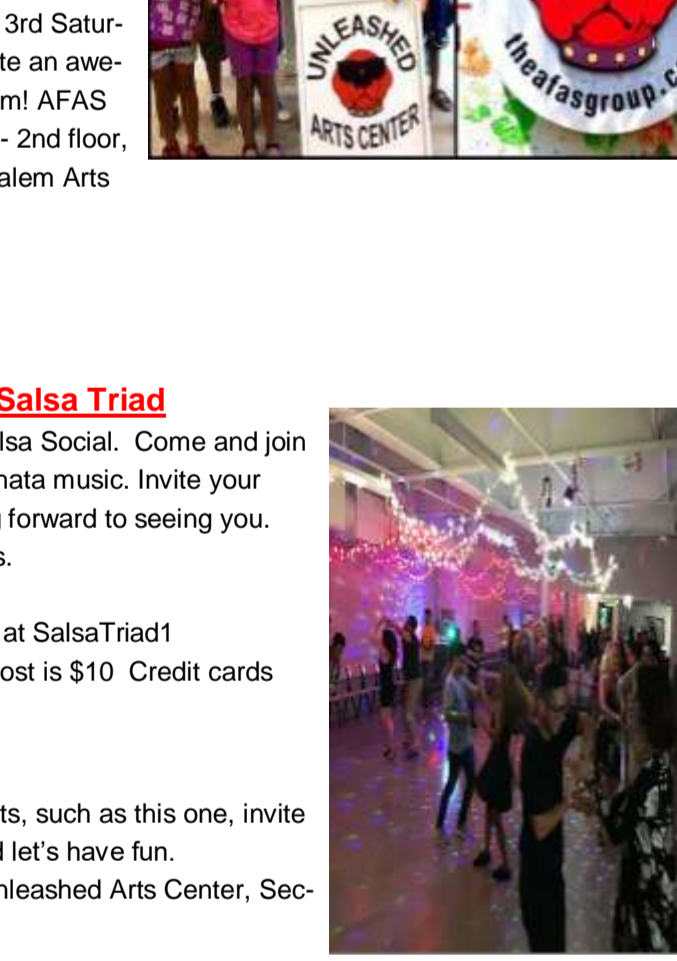 3rd Satur-
te an awe-
m! AFAS
- 2nd floor,
alem Arts
UNLEASHED
ARTS CENTER
theafasgroup.c
Salsa Triad
lsa Social.  Come and join
nata music. Invite your
g forward to seeing you.
s.
at SalsaTriad1
ost is $10  Credit cards
ts, such as this one, invite
d let’s have fun.
nleashed Arts Center, Sec-